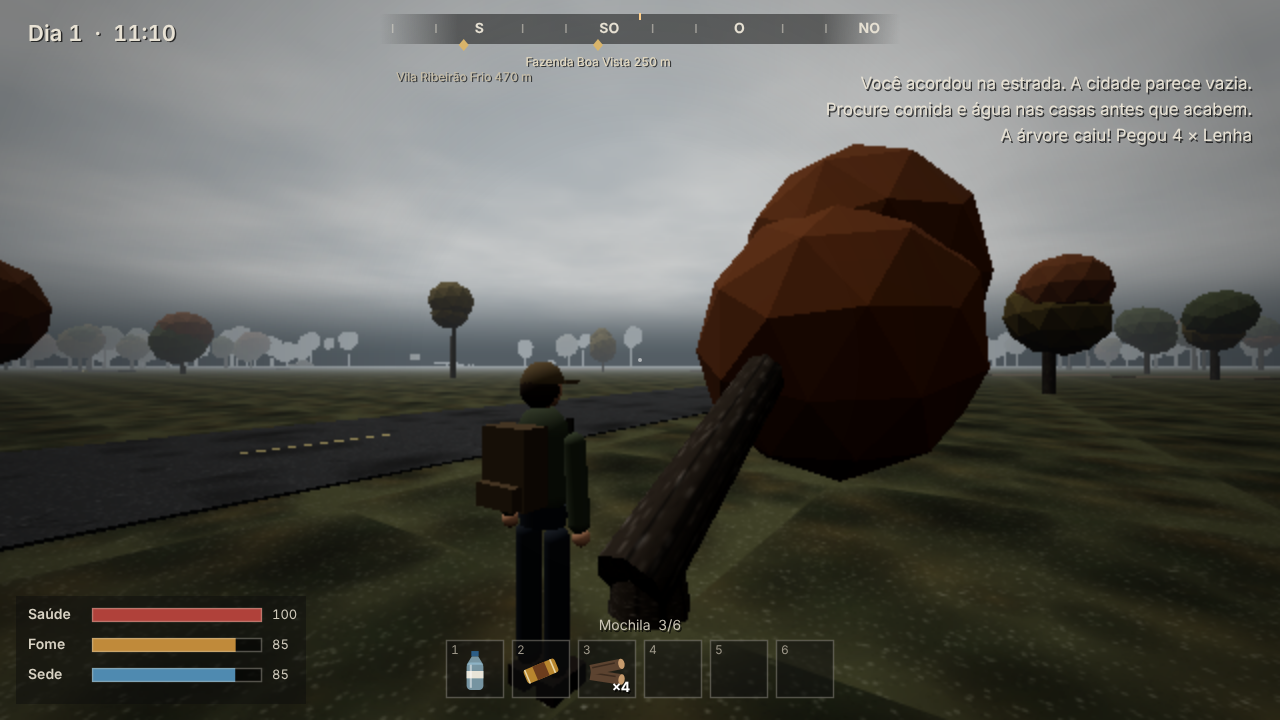 Dia 1 · 11:10
S SO O NO
Fazenda Boa Vista 250 m
Vila Ribeirão Frio 470 m
Você acordou na estrada. A cidade parece vazia.
Procure comida e água nas casas antes que acabem.
A árvore caiu! Pegou 4 × Lenha
Saúde 100
Fome 85
Sede 85
Mochila 3/6
1 2 3 4 5 6
×4